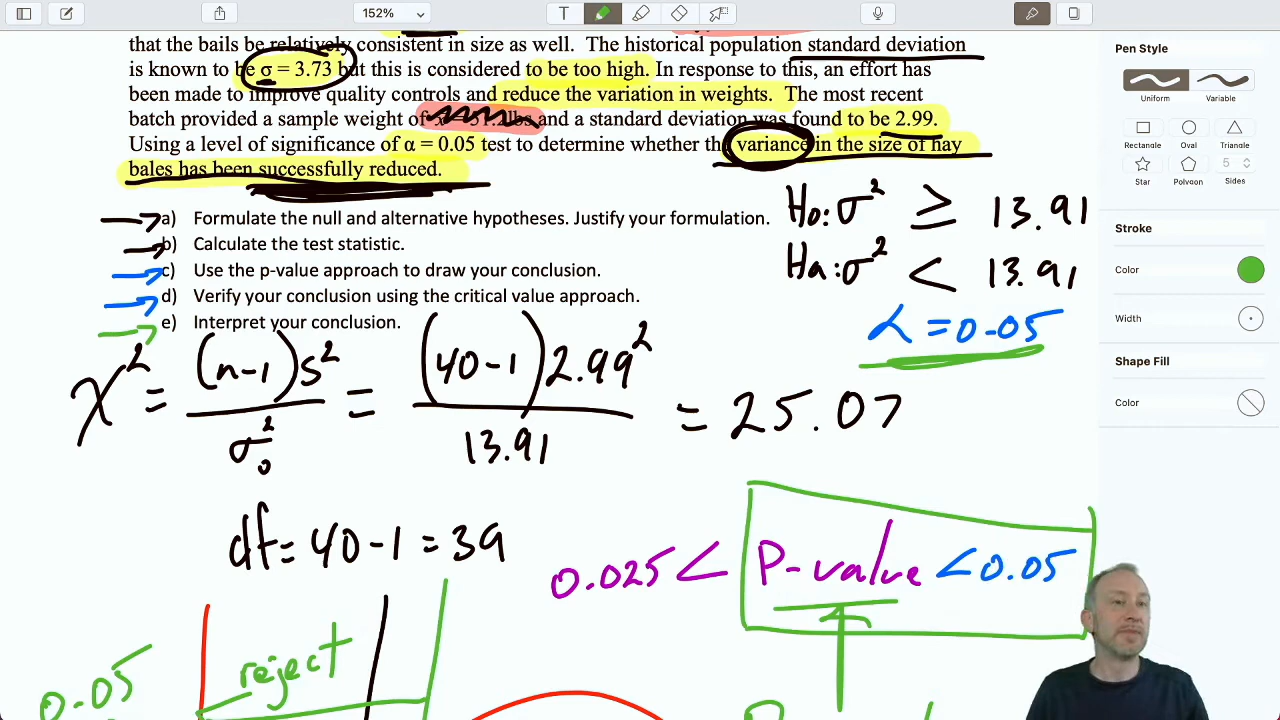 152%
T
that the bails be relatively consistent in size as well. The historical population standard deviation
is known to be σ = 3.73 but this is considered to be too high. In response to this, an effort has
been made to improve quality controls and reduce the variation in weights. The most recent
batch provided a sample weight of and a standard deviation was found to be 2.99.
Using a level of significance of α = 0.05 test to determine whether the variance in the size of hay
bales has been successfully reduced.
a) Formulate the null and alternative hypotheses. Justify your formulation.
b) Calculate the test statistic.
c) Use the p-value approach to draw your conclusion.
d) Verify your conclusion using the critical value approach.
e) Interpret your conclusion.
Ho: σ² ≥ 13.91
Ha: σ² < 13.91
α = 0.05
χ² = (n-1)s² / σ₀² = (40-1)2.99² / 13.91 = 25.07
df = 40-1 = 39
0.025 < P-value < 0.05
reject
0.05
Pen Style
Uniform
Variable
Rectangle
Oval
Triangle
Star
Polygon
5
Sides
Stroke
Color
Width
Shape Fill
Color